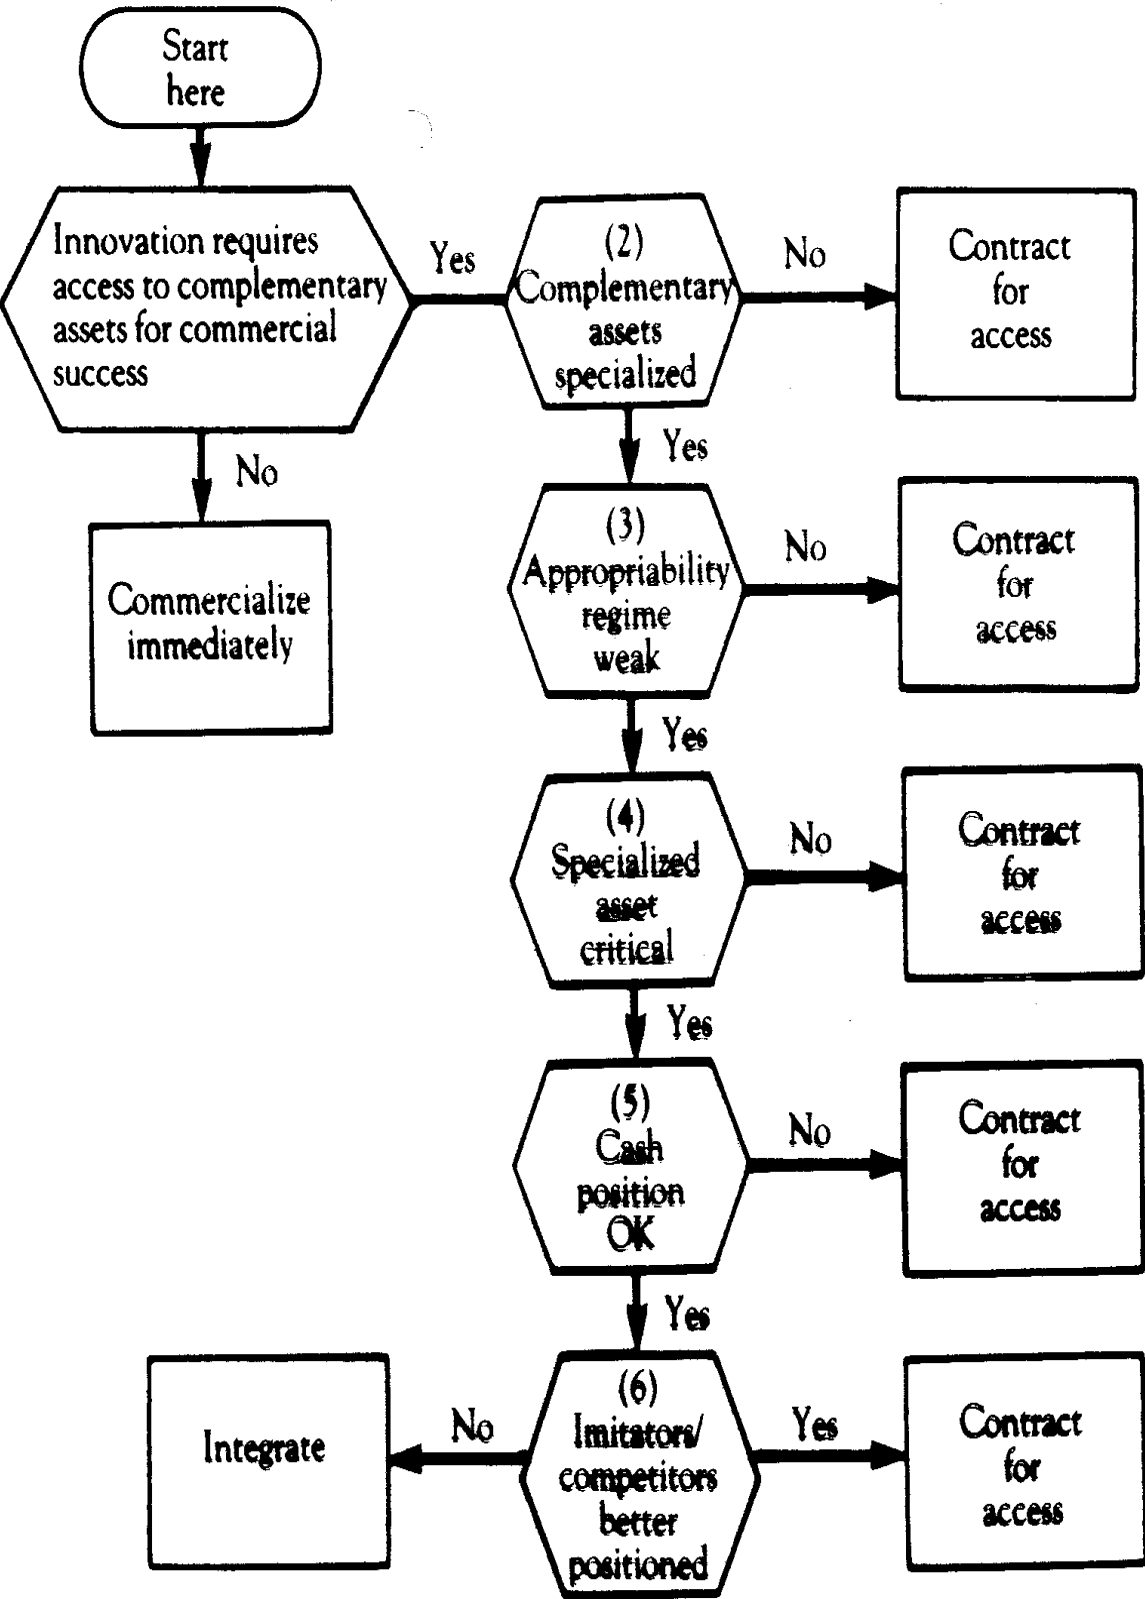 Start
here
Innovation requires
access to complementary
assets for commercial
success
Yes
(2)
Complementary
assets
specialized
No
Contract
for
access
No
Commercialize
immediately
Yes
(3)
Appropriability
regime
weak
No
Contract
for
access
Yes
(4)
Specialized
asset
critical
No
Contract
for
access
Yes
(5)
Cash
position
OK
No
Contract
for
access
Yes
(6)
Imitators/
competitors
better
positioned
No
Integrate
Yes
Contract
for
access